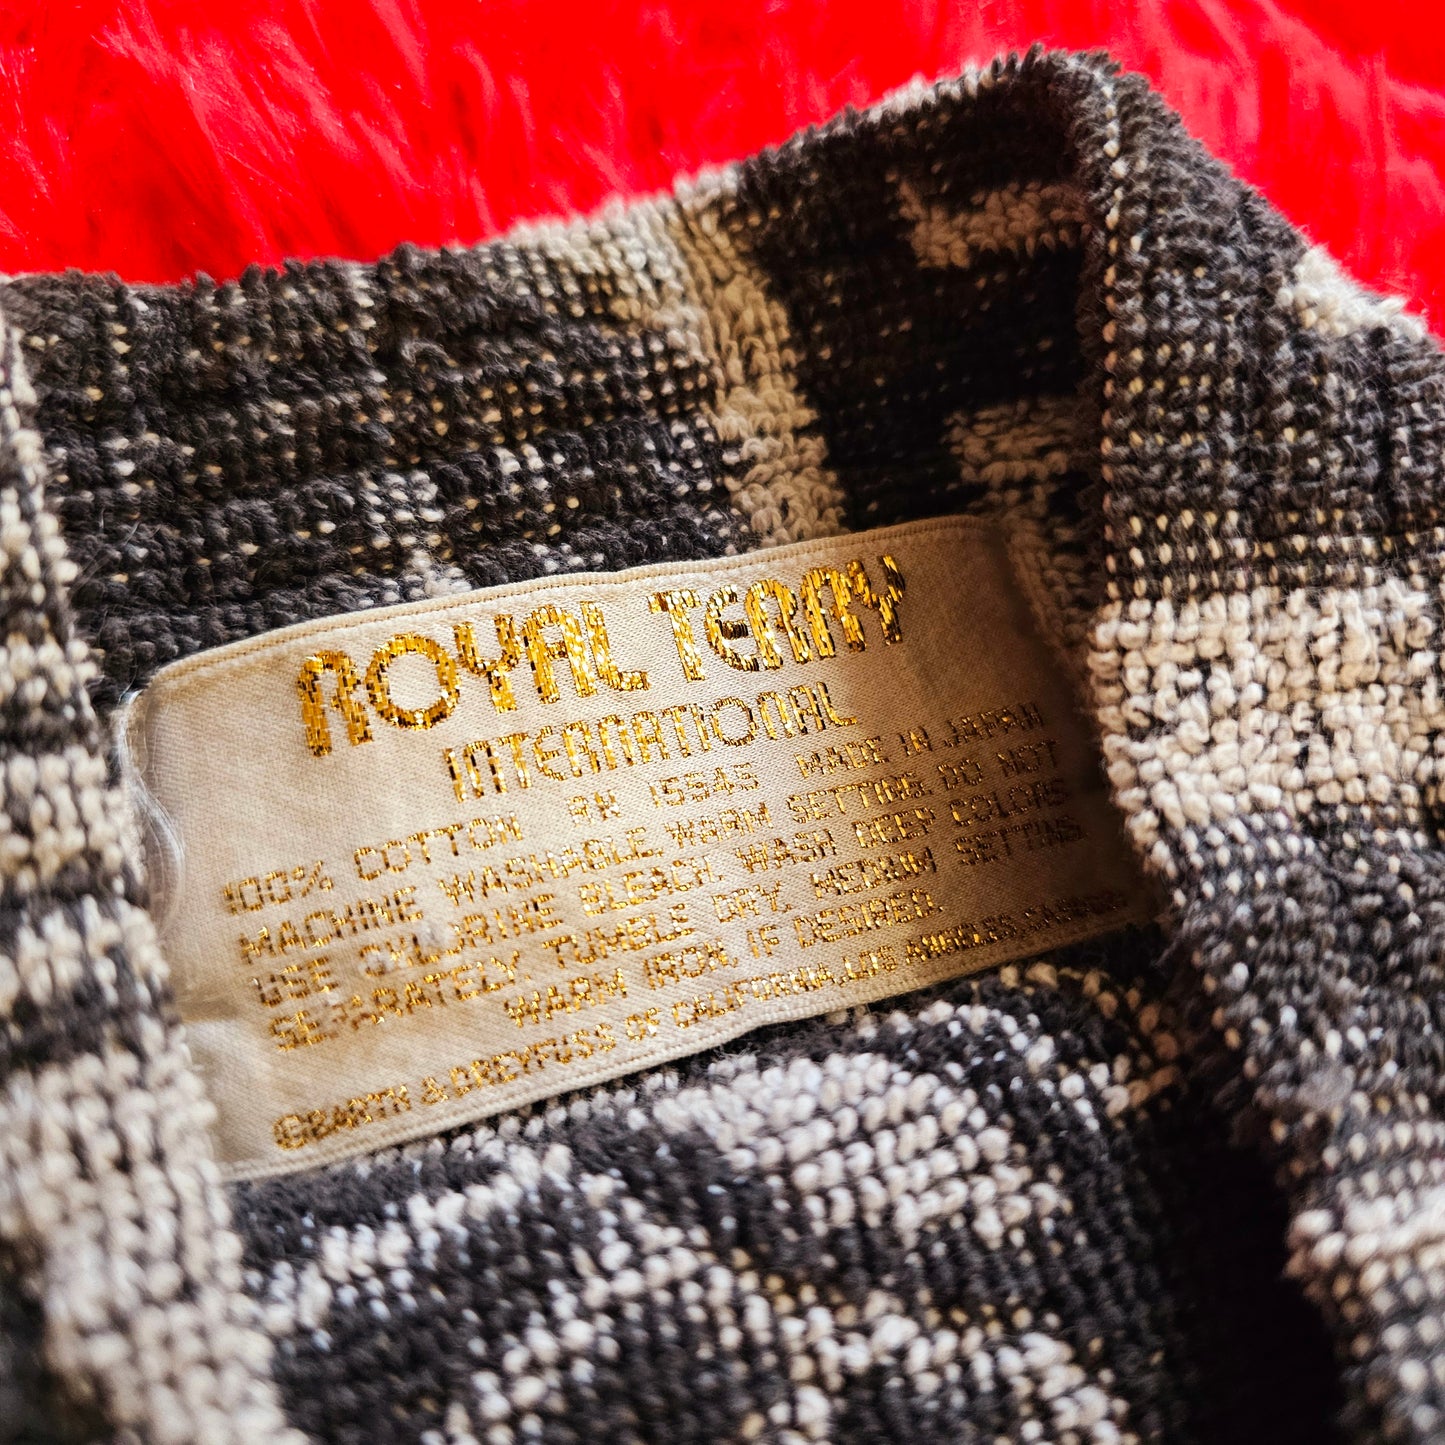 ROYAL TERRY
INTERNATIONAL
100% COTTON RN 15545 MADE IN JAPAN
MACHINE WASHABLE, WARM SETTING, DO NOT
USE CHLORINE BLEACH, WASH DEEP COLORS
SEPARATELY, TUMBLE DRY, MEDIUM SETTING
WARM IRON, IF DESIRED.
& DREYFUSS OF CALIFORNIA, LOS ANGELES, CA